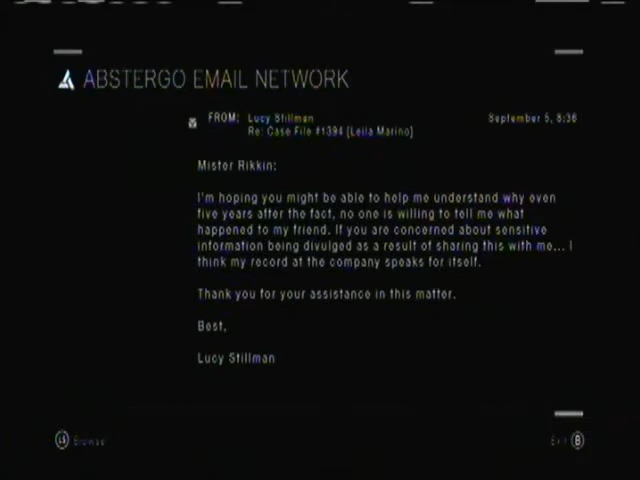 ABSTERGO EMAIL NETWORK
FROM: Lucy Stillman
September 5, 8:36
Re: Case File #1394 [Leila Marino]
Mister Rikkin:
I'm hoping you might be able to help me understand why even
five years after the fact, no one is willing to tell me what
happened to my friend. If you are concerned about sensitive
information being divulged as a result of sharing this with me... I
think my record at the company speaks for itself.
Thank you for your assistance in this matter.
Best,
Lucy Stillman
LS Browse
Exit B